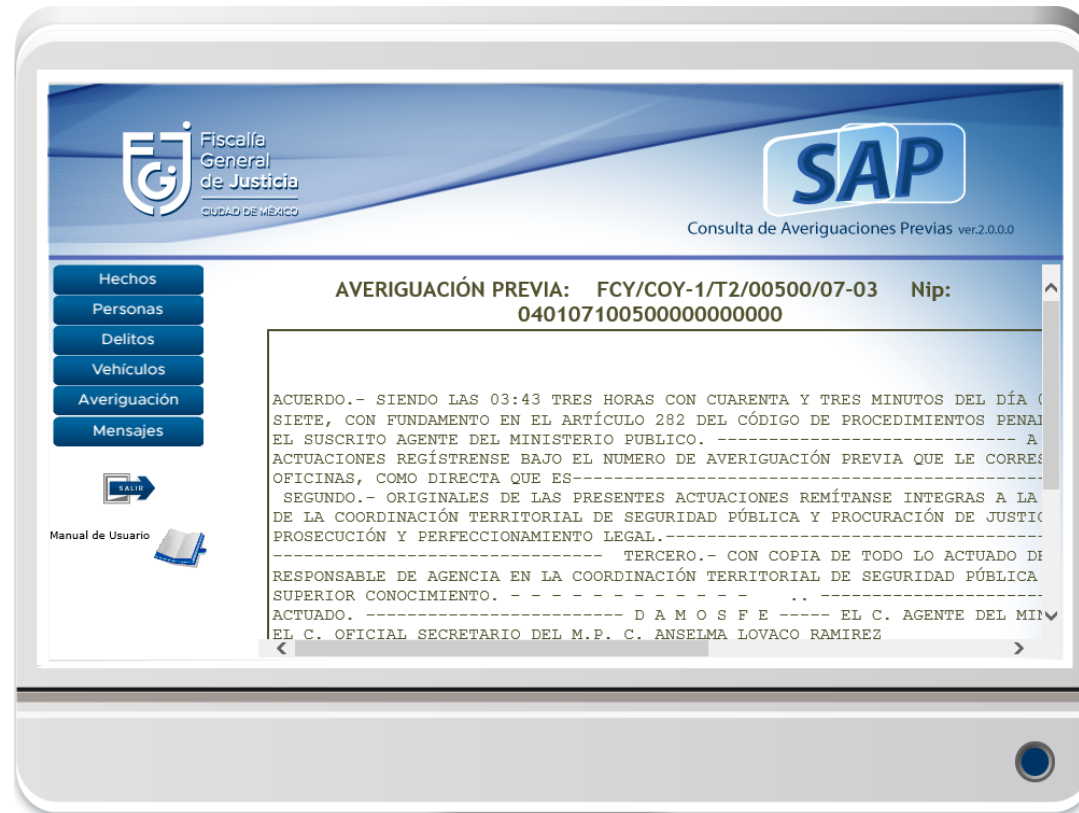 Fiscalía
General
de Justicia
CIUDAD DE MÉXICO
SAP
Consulta de Averiguaciones Previas ver.2.0.0.0
Hechos
Personas
Delitos
Vehículos
Averiguación
Mensajes
SALIR
Manual de Usuario
AVERIGUACIÓN PREVIA: FCY/COY-1/T2/00500/07-03 Nip:
040107100500000000000
ACUERDO.- SIENDO LAS 03:43 TRES HORAS CON CUARENTA Y TRES MINUTOS DEL DÍA
SIETE, CON FUNDAMENTO EN EL ARTÍCULO 282 DEL CÓDIGO DE PROCEDIMIENTOS PENAL
EL SUSCRITO AGENTE DEL MINISTERIO PUBLICO. ----------------------------- A
ACTUACIONES REGÍSTRENSE BAJO EL NUMERO DE AVERIGUACIÓN PREVIA QUE LE CORRES
OFICINAS, COMO DIRECTA QUE ES---------------------------------------------
SEGUNDO.- ORIGINALES DE LAS PRESENTES ACTUACIONES REMÍTANSE INTEGRAS A LA
DE LA COORDINACIÓN TERRITORIAL DE SEGURIDAD PÚBLICA Y PROCURACIÓN DE JUSTIC
PROSECUCIÓN Y PERFECCIONAMIENTO LEGAL.-------------------------------------
--------------------------------- TERCERO.- CON COPIA DE TODO LO ACTUADO DE
RESPONSABLE DE AGENCIA EN LA COORDINACIÓN TERRITORIAL DE SEGURIDAD PÚBLICA
SUPERIOR CONOCIMIENTO. - - - - - - - - - - - .. ----------------------
ACTUADO. ------------------------- D A M O S F E ----- EL C. AGENTE DEL MIN
EL C. OFICIAL SECRETARIO DEL M.P. C. ANSELMA LOVACO RAMIREZ